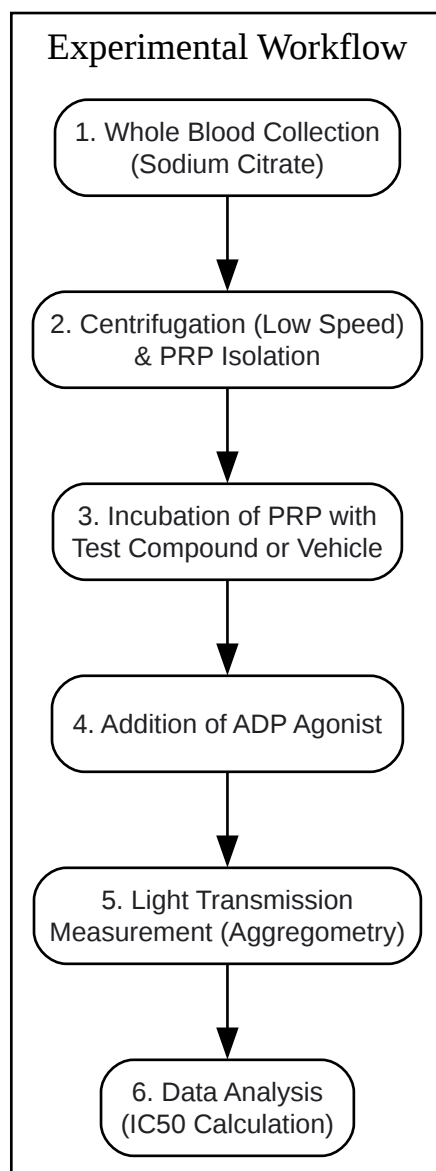 Experimental Workflow
1. Whole Blood Collection
(Sodium Citrate)
2. Centrifugation (Low Speed)
& PRP Isolation
3. Incubation of PRP with
Test Compound or Vehicle
4. Addition of ADP Agonist
5. Light Transmission
Measurement (Aggregometry)
6. Data Analysis
(IC50 Calculation)